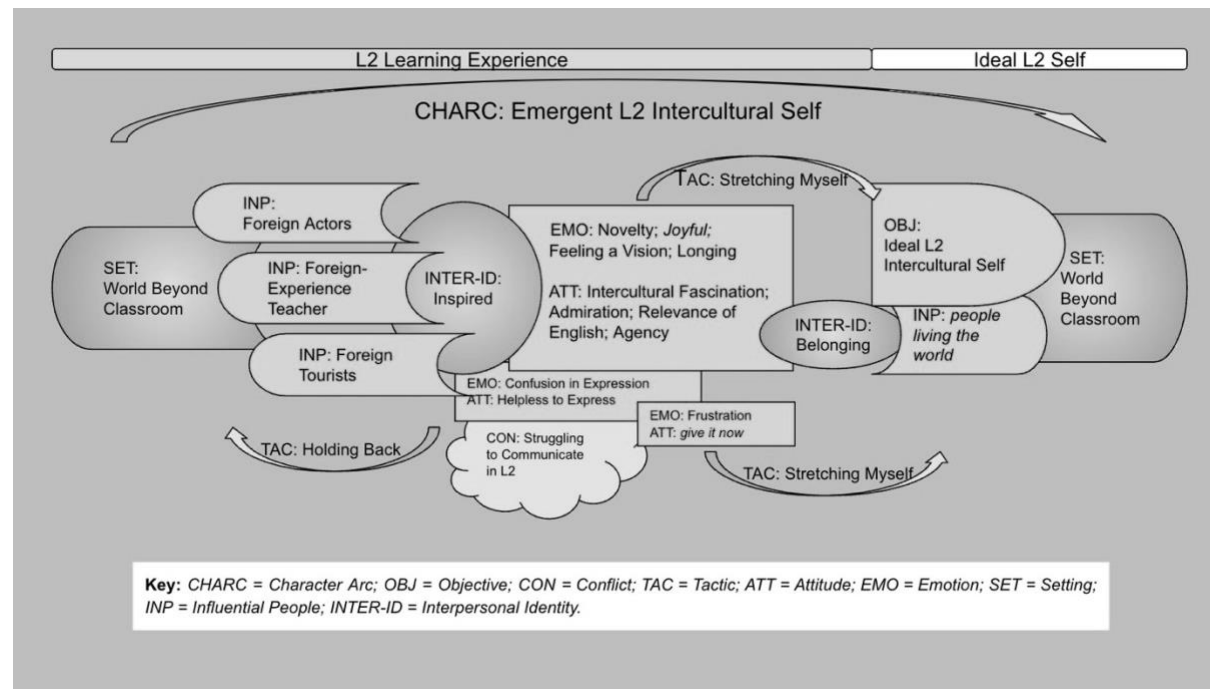 L2 Learning Experience
Ideal L2 Self
CHARC: Emergent L2 Intercultural Self
TAC: Stretching Myself
INP:
Foreign Actors
SET:
World Beyond
Classroom
INP: Foreign-
Experience
Teacher
INP: Foreign
Tourists
INTER-ID:
Inspired
EMO: Novelty; Joyful;
Feeling a Vision; Longing
ATT: Intercultural Fascination;
Admiration; Relevance of
English; Agency
OBJ:
Ideal L2
Intercultural Self
SET:
World
Beyond
Classroom
INTER-ID:
Belonging
INP: people
living the
world
EMO: Confusion in Expression
ATT: Helpless to Express
EMO: Frustration
ATT: give it now
TAC: Holding Back
CON: Struggling
to Communicate
in L2
TAC: Stretching Myself
Key: CHARC = Character Arc; OBJ = Objective; CON = Conflict; TAC = Tactic; ATT = Attitude; EMO = Emotion; SET = Setting;
INP = Influential People; INTER-ID = Interpersonal Identity.